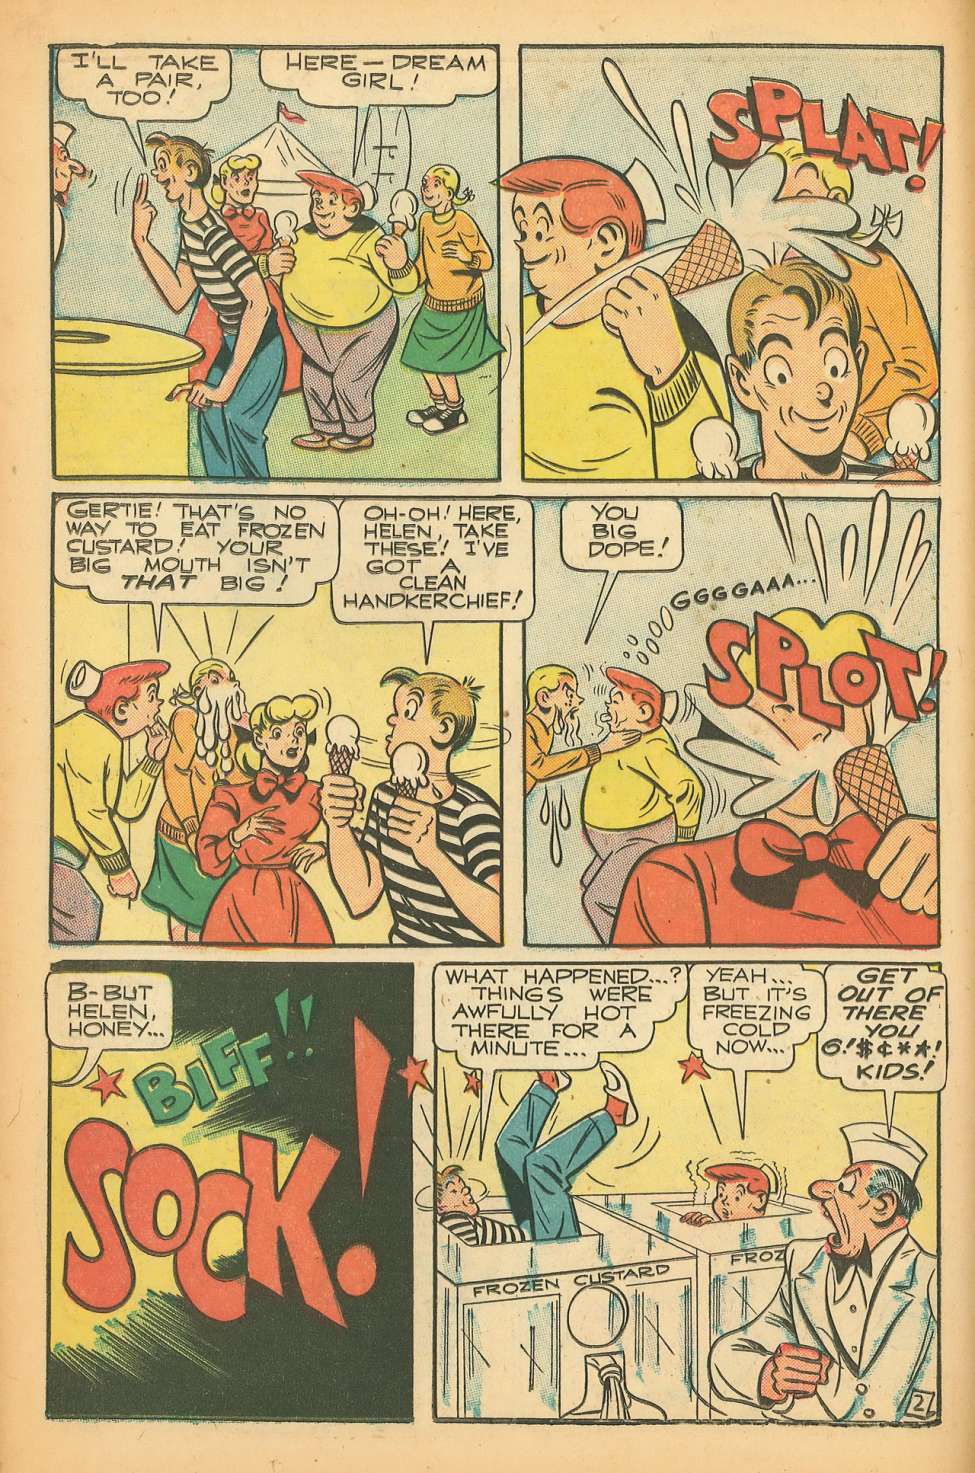 I'LL TAKE
A PAIR,
TOO!
HERE — DREAM
GIRL!
SPLAT!
GERTIE! THAT'S NO
WAY TO EAT FROZEN
CUSTARD! YOUR
BIG MOUTH ISN'T
THAT BIG!
OH-OH! HERE,
HELEN, TAKE
THESE! I'VE
GOT A
CLEAN
HANDKERCHIEF!
YOU
BIG
DOPE!
GGGGAAA...
SPLOT!
B-BUT
HELEN,
HONEY...
BIFF!!
SOCK!
WHAT HAPPENED...?
THINGS WERE
AWFULLY HOT
THERE FOR A
MINUTE...
YEAH...
BUT IT'S
FREEZING
COLD
NOW...
GET
OUT OF
THERE
YOU
6!$¢**!
KIDS!
FROZEN CUSTARD
FROZ
2